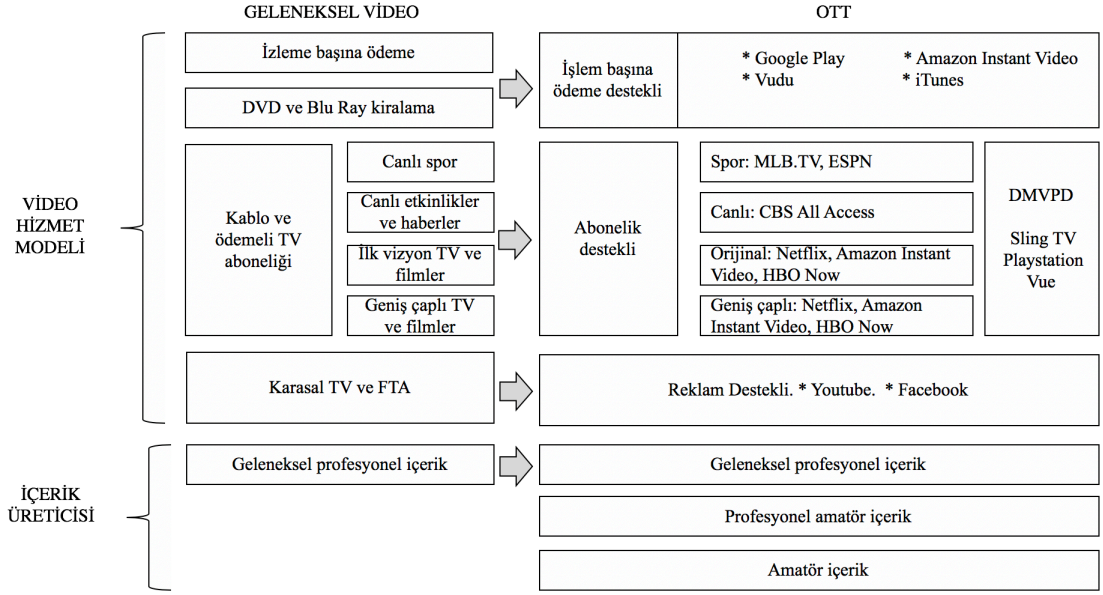 GELENEKSEL VİDEO
OTT
VİDEO
HİZMET
MODELİ
İzleme başına ödeme
DVD ve Blu Ray kiralama
İşlem başına
ödeme destekli
* Google Play
* Amazon Instant Video
* Vudu
* iTunes
Kablo ve
ödemeli TV
aboneliği
Canlı spor
Canlı etkinlikler
ve haberler
İlk vizyon TV ve
filmler
Geniş çaplı TV
ve filmler
Abonelik
destekli
Spor: MLB.TV, ESPN
Canlı: CBS All Access
Orijinal: Netflix, Amazon Instant
Video, HBO Now
Geniş çaplı: Netflix, Amazon
Instant Video, HBO Now
DMVPD
Sling TV
Playstation
Vue
Karasal TV ve FTA
Reklam Destekli. * Youtube. * Facebook
İÇERİK
ÜRETİCİSİ
Geleneksel profesyonel içerik
Geleneksel profesyonel içerik
Profesyonel amatör içerik
Amatör içerik